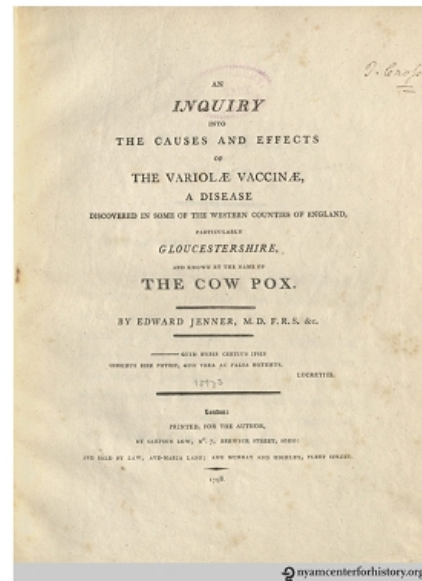 AN
INQUIRY
INTO
THE CAUSES AND EFFECTS
OF
THE VARIOLÆ VACCINÆ,
A DISEASE
DISCOVERED IN SOME OF THE WESTERN COUNTIES OF ENGLAND,
PARTICULARLY
GLOUCESTERSHIRE,
AND KNOWN BY THE NAME OF
THE COW POX.
BY EDWARD JENNER, M.D. F.R.S. &c.
QUID NOBIS CERTIUS IPSIS
SENSIBUS ESSE POTEST, QUO VERA AC FALSA NOTEMUS.
LUCRETIUS.
London:
PRINTED, FOR THE AUTHOR,
BY SAMPSON LOW, No. 7, BERWICK STREET, SOHO:
AND SOLD BY LAW, AVE-MARIA LANE; AND MURRAY AND HIGHLEY, FLEET STREET.
1798.
nyamcenterforhistory.org